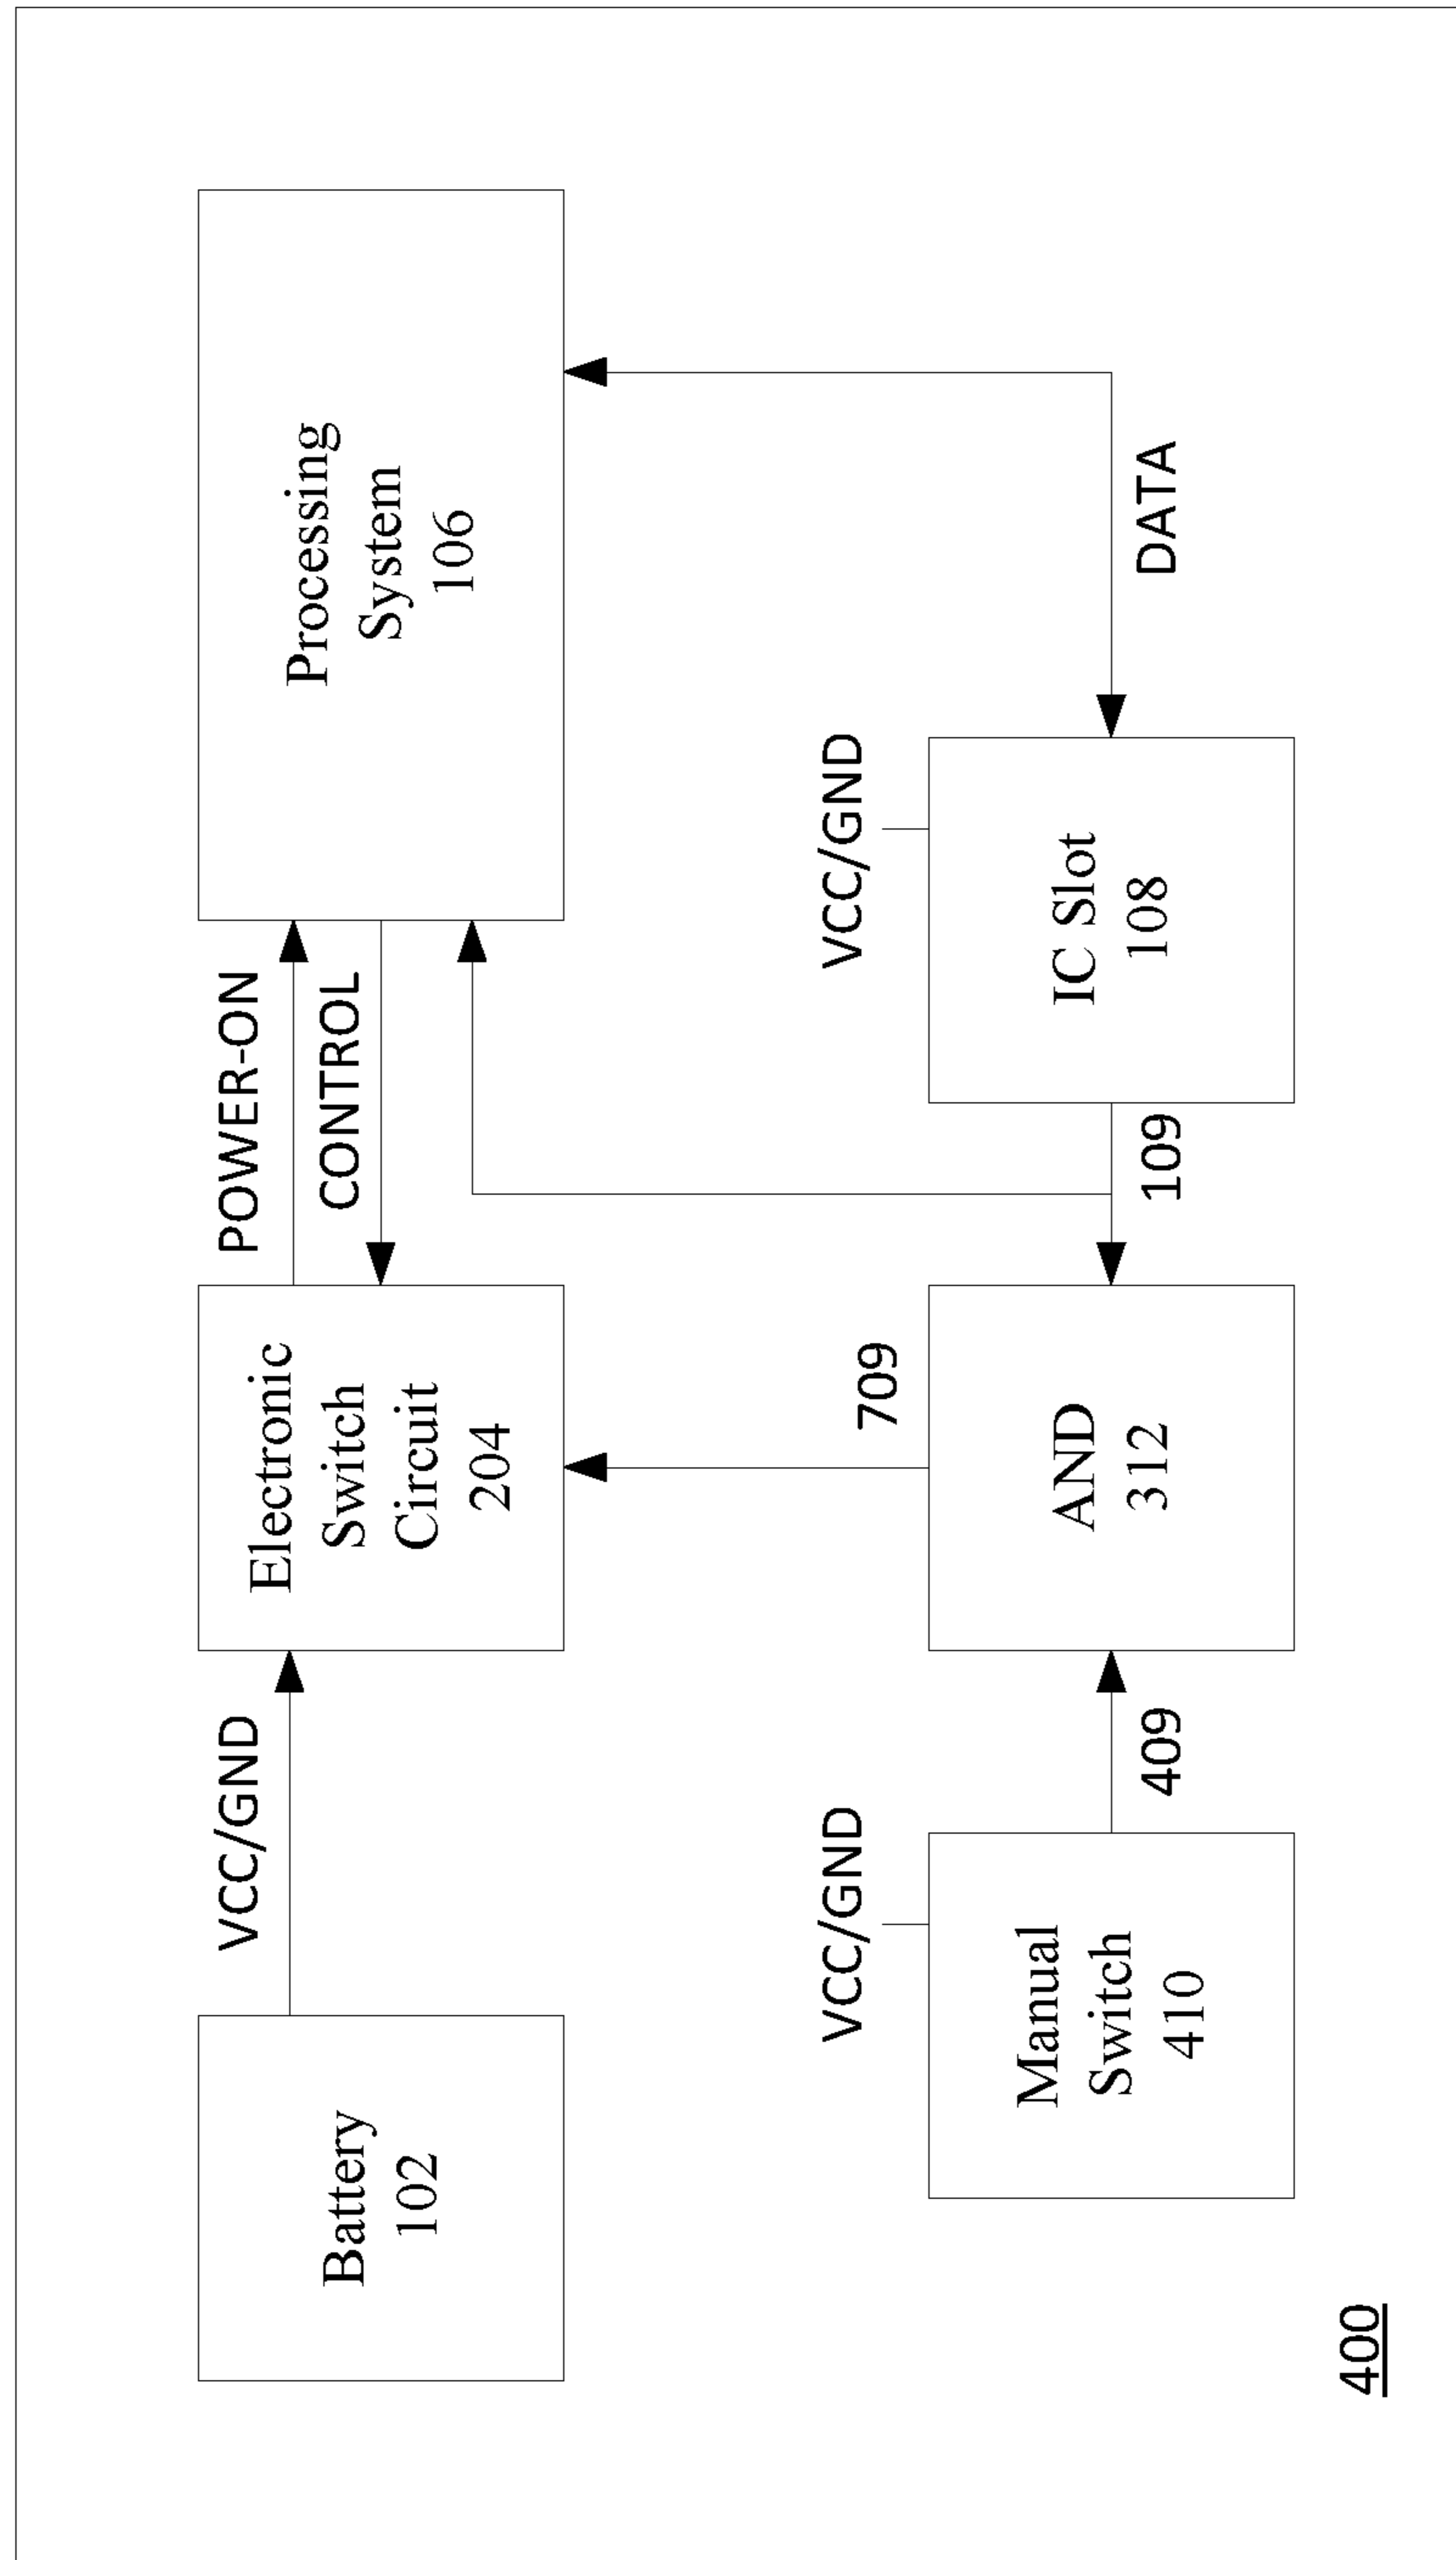 Battery
102
VCC/GND
Electronic
Switch
Circuit
204
POWER-ON
CONTROL
Processing
System
106
VCC/GND
Manual
Switch
410
409
709
AND
312
109
VCC/GND
IC Slot
108
DATA
400